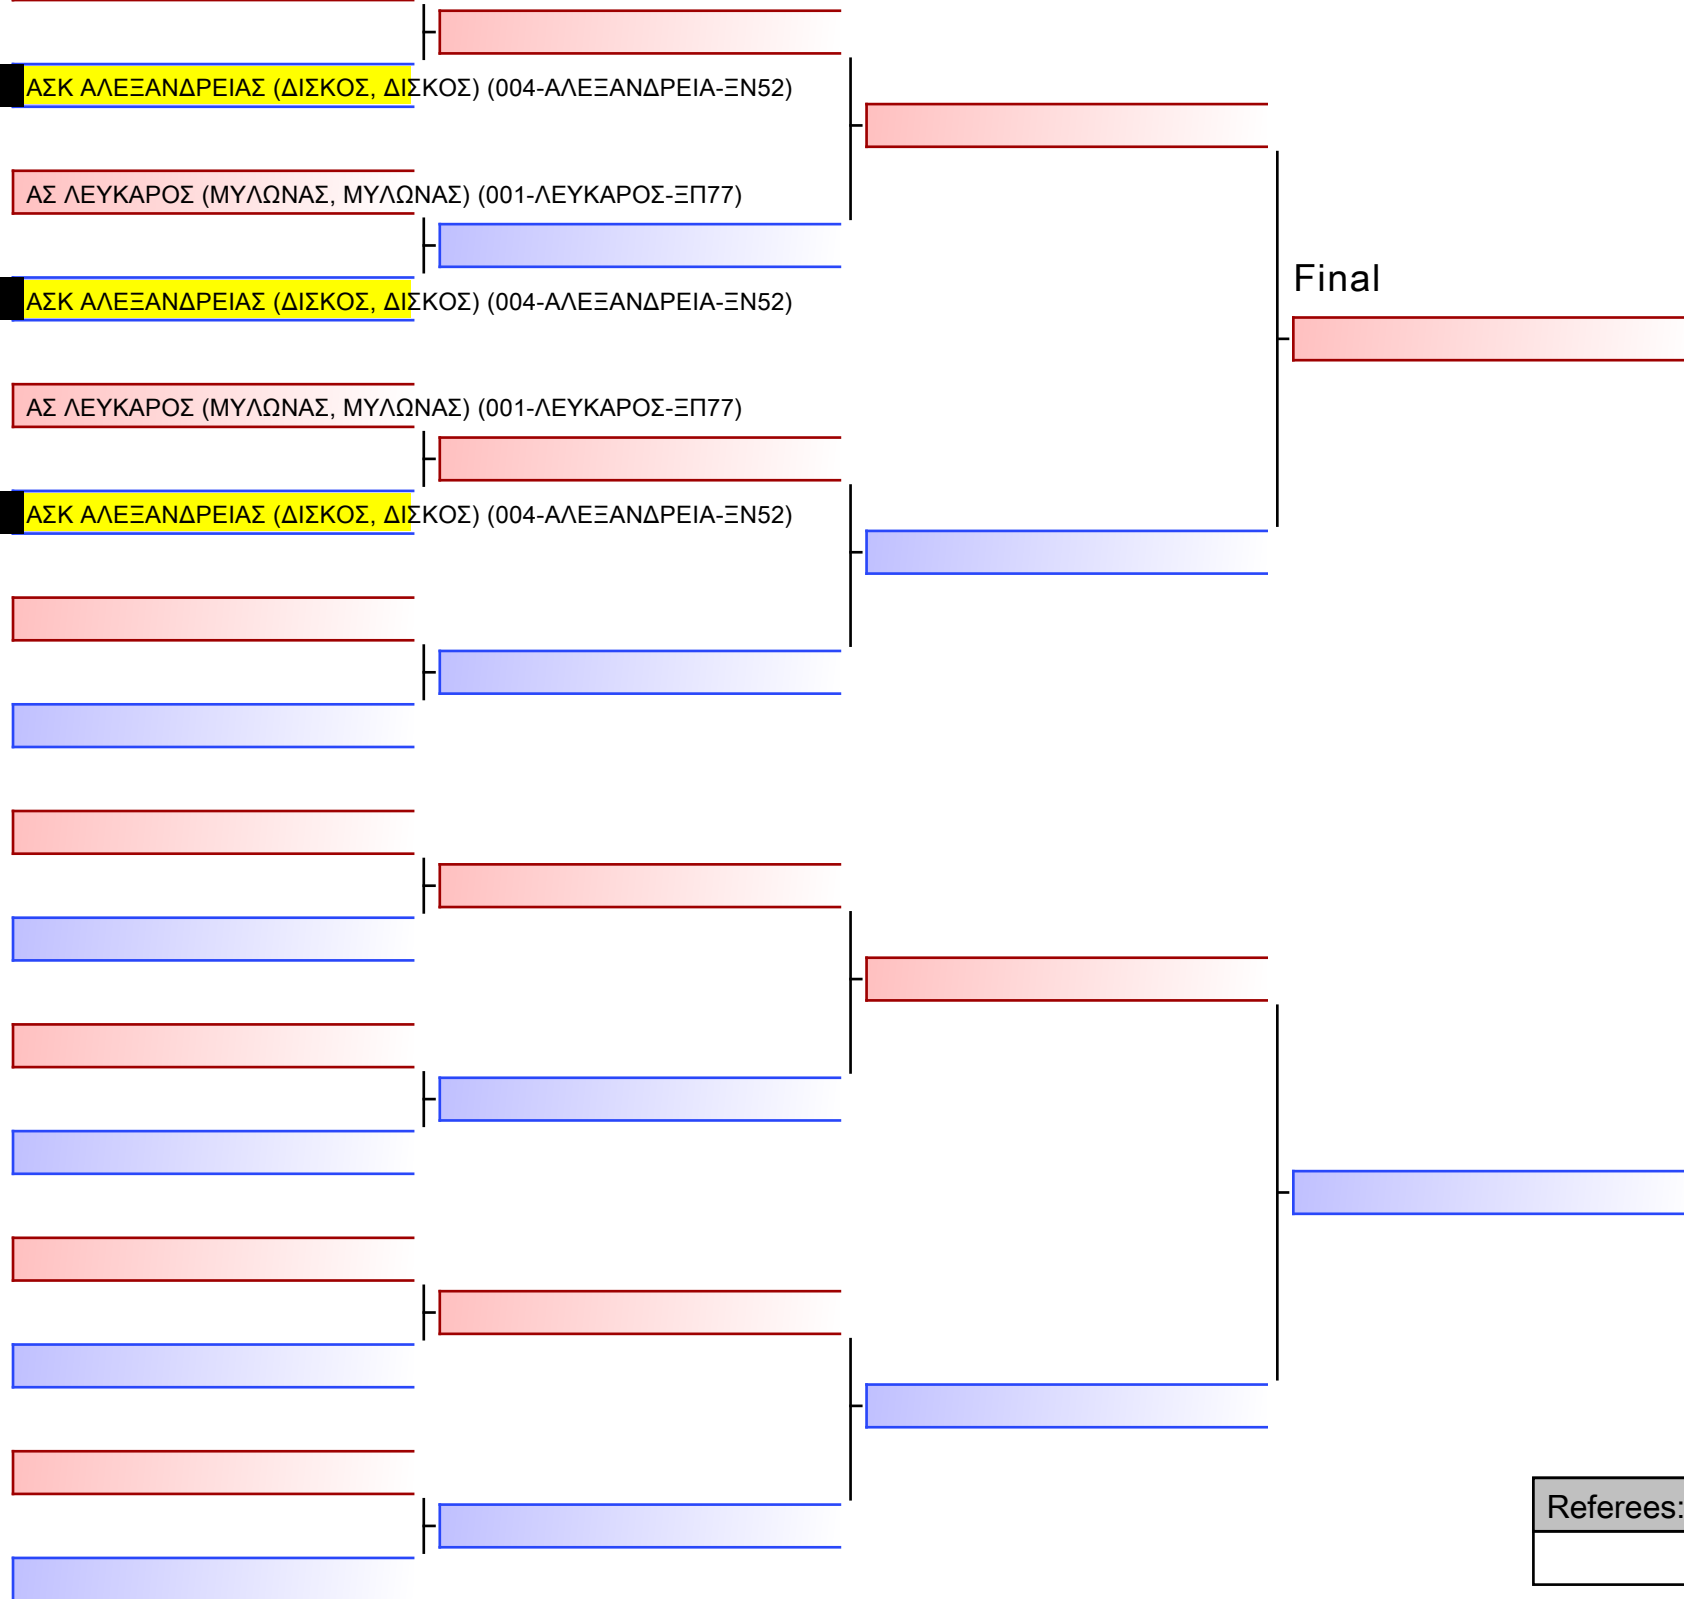 ΑΣΚ ΑΛΕΞΑΝΔΡΕΙΑΣ (ΔΙΣΚΟΣ, ΔΙΣΚΟΣ) (004-ΑΛΕΞΑΝΔΡΕΙΑ-ΞΝ52)
ΑΣ ΛΕΥΚΑΡΟΣ (ΜΥΛΩΝΑΣ, ΜΥΛΩΝΑΣ) (001-ΛΕΥΚΑΡΟΣ-ΞΠ77)
Final
ΑΣΚ ΑΛΕΞΑΝΔΡΕΙΑΣ (ΔΙΣΚΟΣ, ΔΙΣΚΟΣ) (004-ΑΛΕΞΑΝΔΡΕΙΑ-ΞΝ52)
ΑΣ ΛΕΥΚΑΡΟΣ (ΜΥΛΩΝΑΣ, ΜΥΛΩΝΑΣ) (001-ΛΕΥΚΑΡΟΣ-ΞΠ77)
ΑΣΚ ΑΛΕΞΑΝΔΡΕΙΑΣ (ΔΙΣΚΟΣ, ΔΙΣΚΟΣ) (004-ΑΛΕΞΑΝΔΡΕΙΑ-ΞΝ52)
Referees: